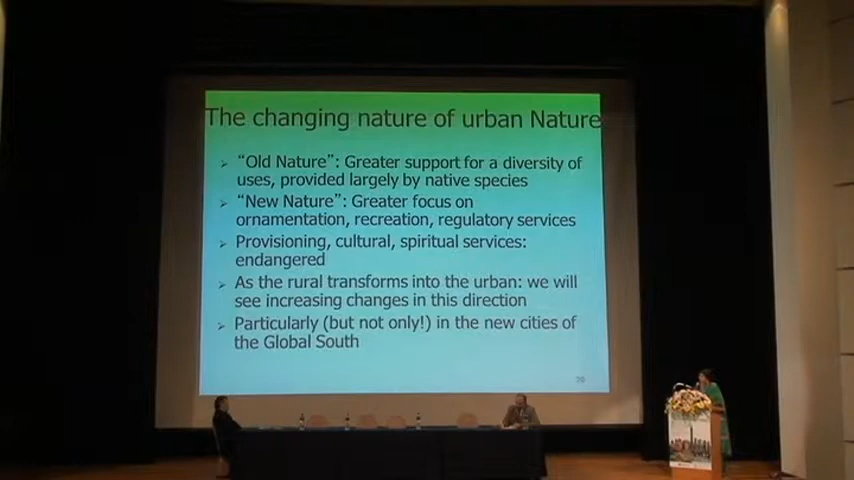 The changing nature of urban Nature
➢ “Old Nature”: Greater support for a diversity of
uses, provided largely by native species
➢ “New Nature”: Greater focus on
ornamentation, recreation, regulatory services
➢ Provisioning, cultural, spiritual services:
endangered
➢ As the rural transforms into the urban: we will
see increasing changes in this direction
➢ Particularly (but not only!) in the new cities of
the Global South